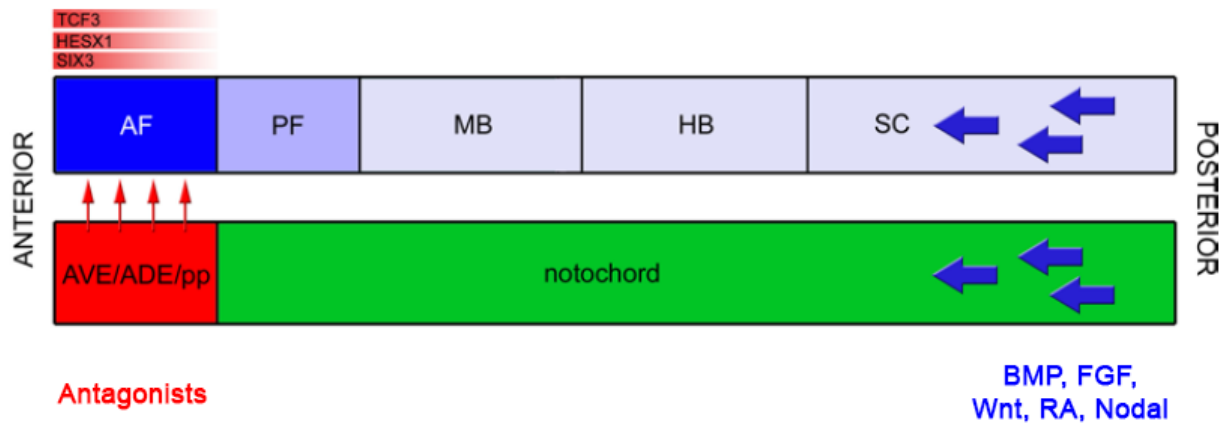 TCF3
HESX1
SIX3
ANTERIOR
AF
PF
MB
HB
SC
POSTERIOR
AVE/ADE/pp
notochord
Antagonists
BMP, FGF,
Wnt, RA, Nodal